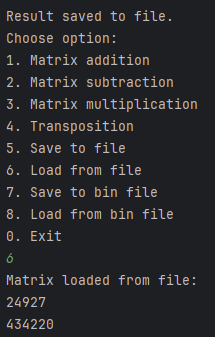 Result saved to file.
Choose option:
1. Matrix addition
2. Matrix subtraction
3. Matrix multiplication
4. Transposition
5. Save to file
6. Load from file
7. Save to bin file
8. Load from bin file
0. Exit
6
Matrix loaded from file:
24927
434220